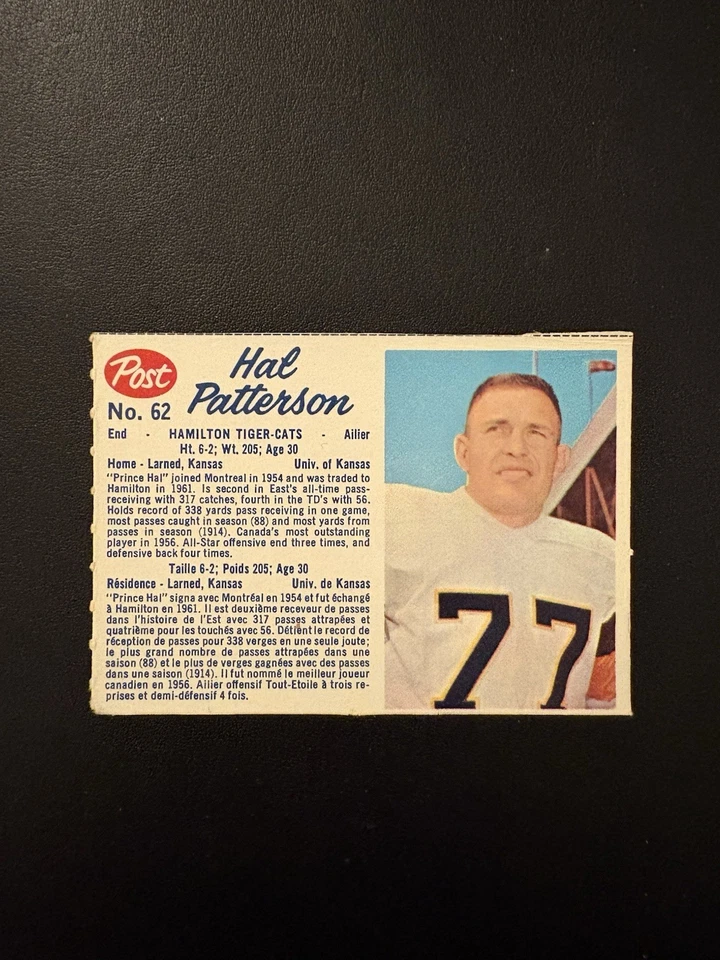 Post
Hal
Patterson
No. 62
End - HAMILTON TIGER-CATS - Ailier
Ht. 6-2; Wt. 205; Age 30
Home - Larned, Kansas Univ. of Kansas
"Prince Hal" joined Montreal in 1954 and was traded to
Hamilton in 1961. Is second in East's all-time pass-
receiving with 317 catches, fourth in the TD's with 56.
Holds record of 338 yards pass receiving in one game,
most passes caught in season (88) and most yards from
passes in season (1914). Canada's most outstanding
player in 1956. All-Star offensive end three times, and
defensive back four times.
Taille 6-2; Poids 205; Age 30
Résidence - Larned, Kansas Univ. de Kansas
"Prince Hal" signa avec Montréal en 1954 et fut échangé
à Hamilton en 1961. Il est deuxième receveur de passes
dans l'histoire de l'Est avec 317 passes attrapées et
quatrième pour les touchés avec 56. Détient le record de
réception de passes pour 338 verges en une seule joute;
le plus grand nombre de passes attrapées dans une
saison (88) et le plus de verges gagnées avec des passes
dans une saison (1914). Il fut nommé le meilleur joueur
canadien en 1956. Ailier offensif Tout-Etoile à trois re-
prises et demi-défensif 4 fois.
77